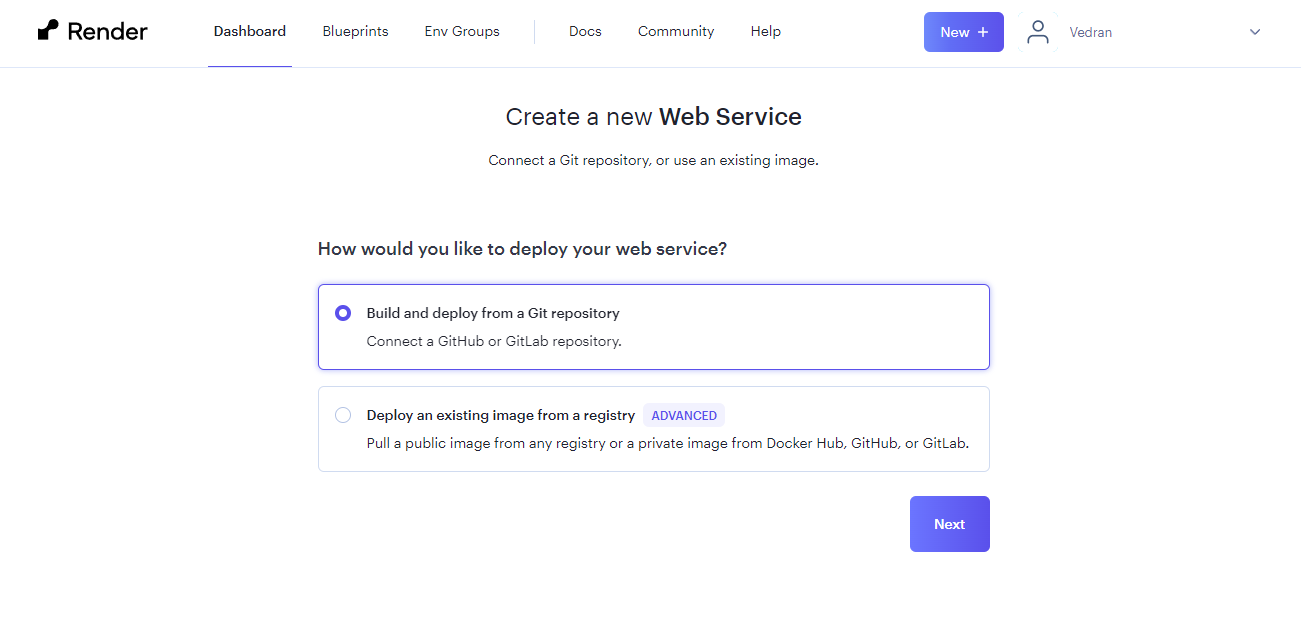 Render
Dashboard
Blueprints
Env Groups
Docs
Community
Help
New +
Vedran
Create a new Web Service
Connect a Git repository, or use an existing image.
How would you like to deploy your web service?
Build and deploy from a Git repository
Connect a GitHub or GitLab repository.
Deploy an existing image from a registry ADVANCED
Pull a public image from any registry or a private image from Docker Hub, GitHub, or GitLab.
Next